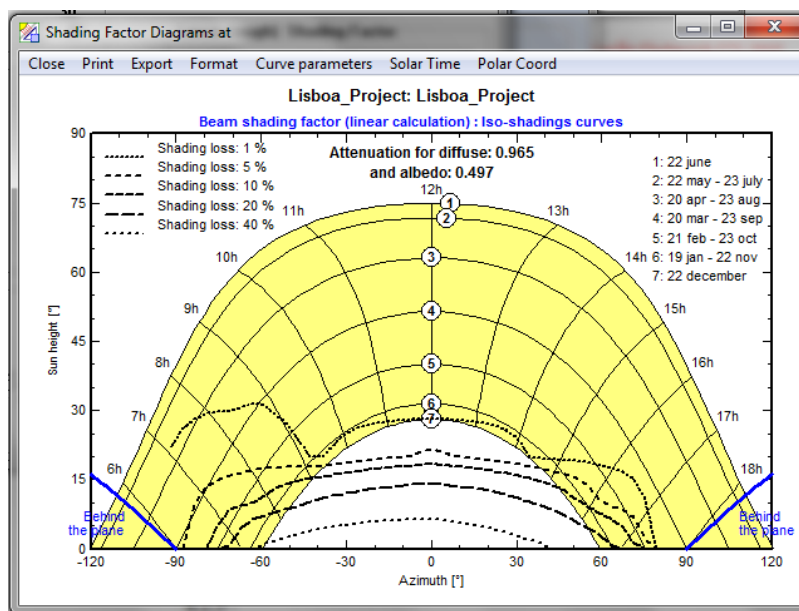 Shading Factor Diagrams at
Close Print Export Format Curve parameters Solar Time Polar Coord
Lisboa_Project: Lisboa_Project
Beam shading factor (linear calculation) : Iso-shadings curves
Shading loss: 1 %
Shading loss: 5 %
Shading loss: 10 %
Shading loss: 20 %
Shading loss: 40 %
Attenuation for diffuse: 0.965
and albedo: 0.497
1: 22 june
2: 22 may - 23 july
3: 20 apr - 23 aug
4: 20 mar - 23 sep
5: 21 feb - 23 oct
6: 19 jan - 22 nov
7: 22 december
90
75
60
45
30
15
0
Sun height [°]
6h
7h
8h
9h
10h
11h
12h
13h
14h
15h
16h
17h
18h
1
2
3
4
5
6
7
Behind
the plane
Behind
the plane
-120 -90 -60 -30 0 30 60 90 120
Azimuth [°]